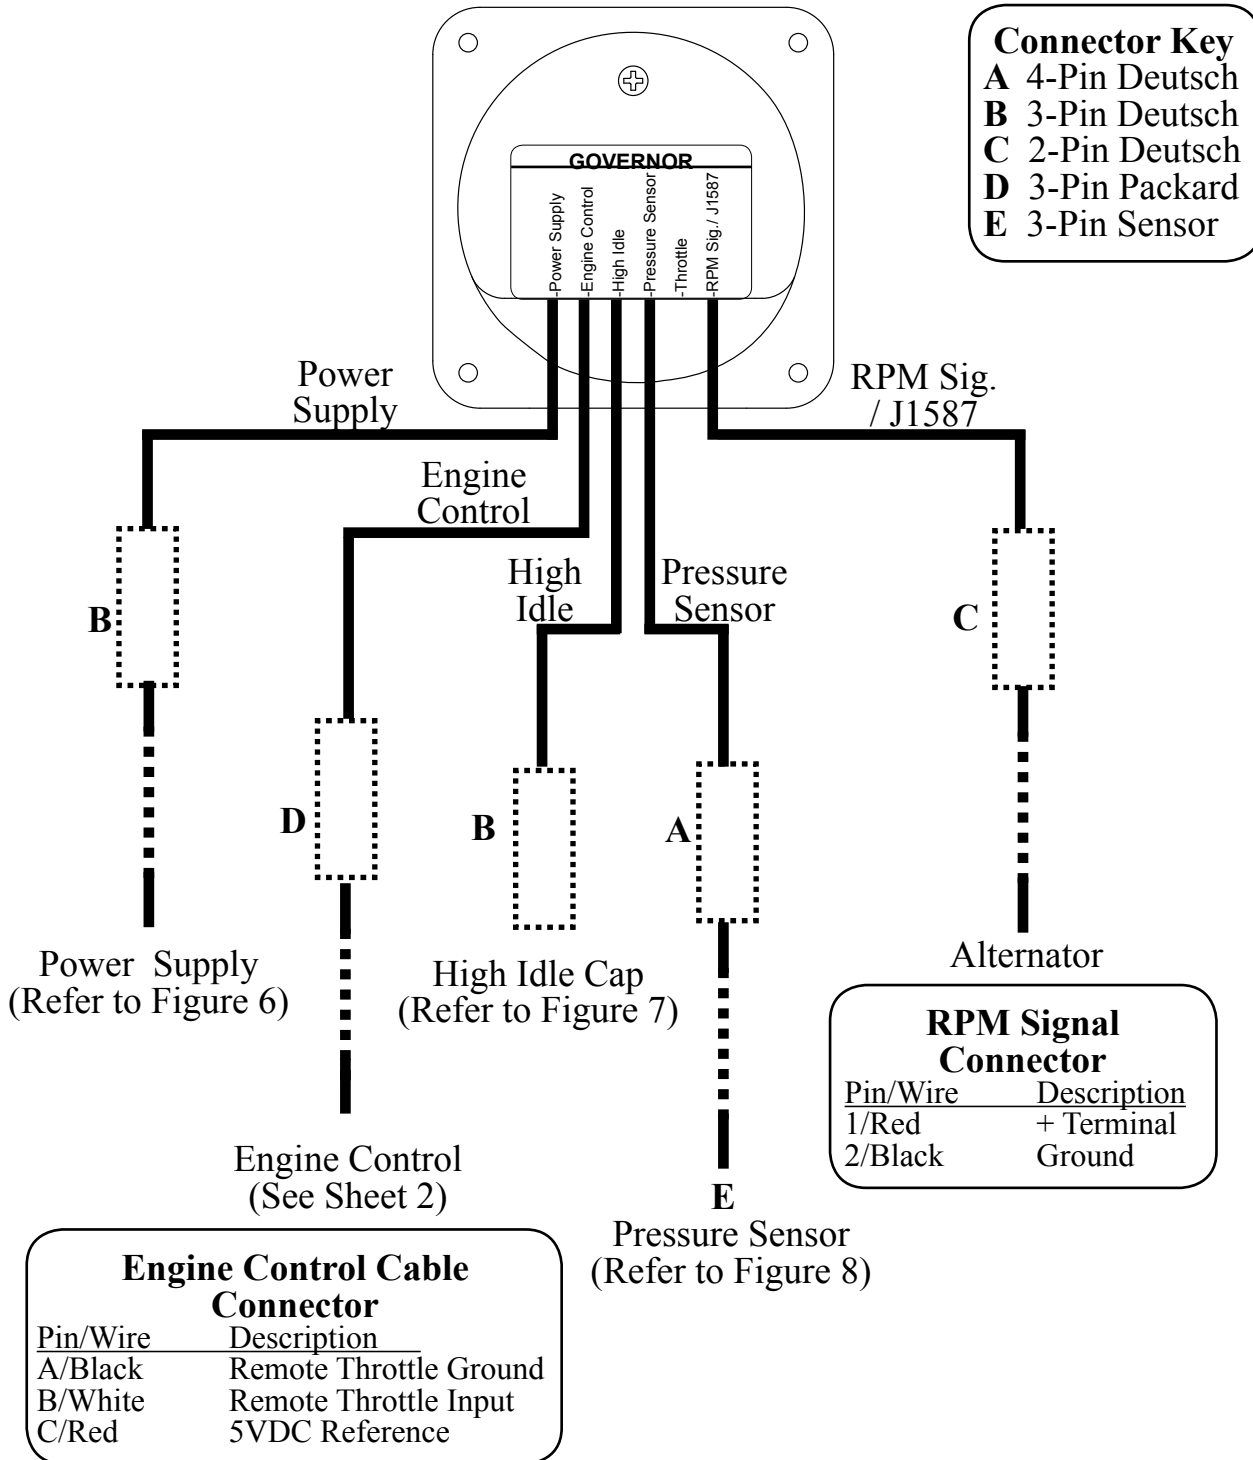 Connector Key
A 4-Pin Deutsch
B 3-Pin Deutsch
C 2-Pin Deutsch
D 3-Pin Packard
E 3-Pin Sensor
GOVERNOR
-Power Supply
-Engine Control
-High Idle
-Pressure Sensor
-Throttle
-RPM Sig./ J1587
Power
Supply
RPM Sig.
/ J1587
Engine
Control
High
Idle
Pressure
Sensor
B
C
D
B
A
Power Supply
(Refer to Figure 6)
High Idle Cap
(Refer to Figure 7)
Alternator
RPM Signal
Connector
Pin/Wire Description
1/Red + Terminal
2/Black Ground
Engine Control
(See Sheet 2)
E
Pressure Sensor
(Refer to Figure 8)
Engine Control Cable
Connector
Pin/Wire Description
A/Black Remote Throttle Ground
B/White Remote Throttle Input
C/Red 5VDC Reference